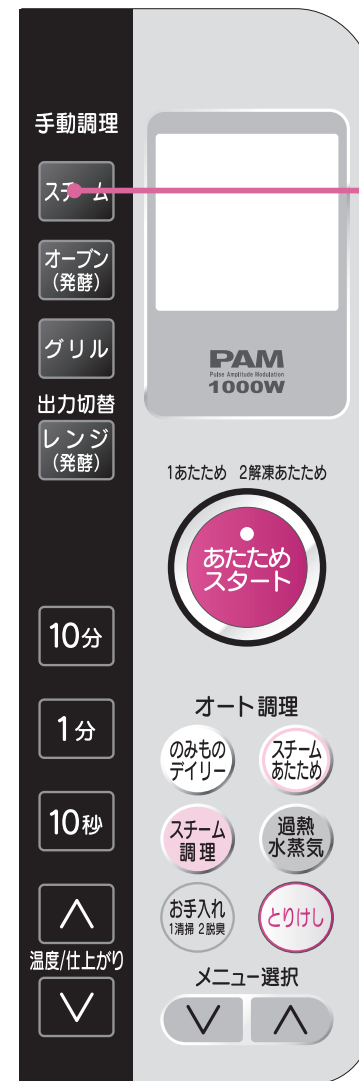 手動調理
スチーム
オーブン
(発酵)
グリル
出力切替
レンジ
(発酵)
10分
1分
10秒
温度/仕上がり
PAM
Pulse Amplitude Modulation
1000W
1あたため 2解凍あたため
あたため
スタート
オート調理
のみもの
デイリー
スチーム
あたため
スチーム
調理
過熱
水蒸気
お手入れ
1清掃 2脱臭
とりけし
メニュー選択